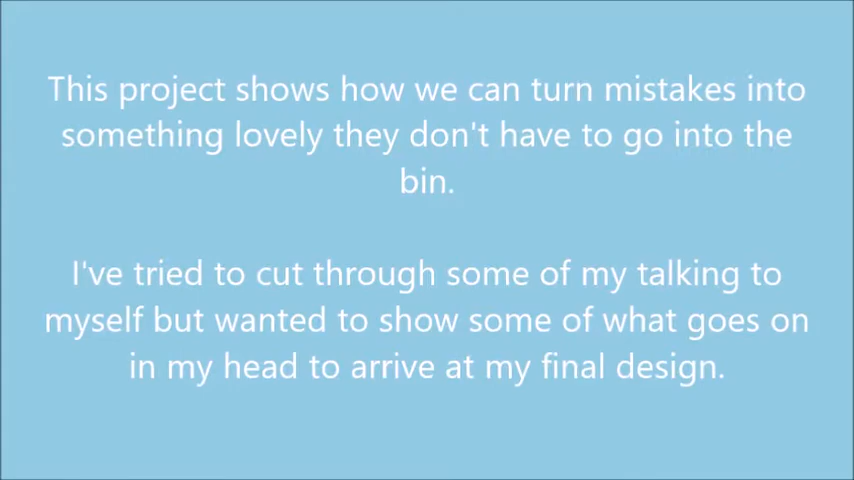 This project shows how we can turn mistakes into
something lovely they don't have to go into the
bin.
I've tried to cut through some of my talking to
myself but wanted to show some of what goes on
in my head to arrive at my final design.